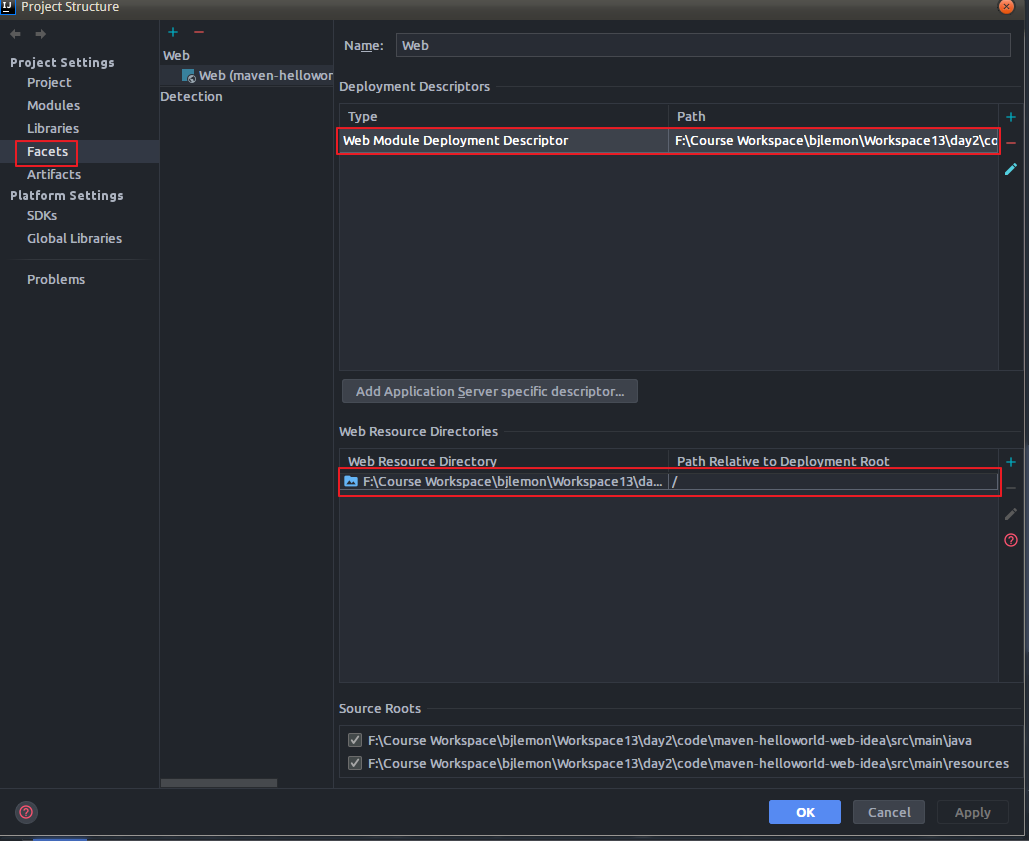 Project Structure
Project Settings
Project
Modules
Libraries
Facets
Artifacts
Platform Settings
SDKs
Global Libraries
Problems
Web
Web (maven-hellowor
Detection
Name: Web
Deployment Descriptors
Type Path
Web Module Deployment Descriptor F:\Course Workspace\bjlemon\Workspace13\day2\co
Add Application Server specific descriptor...
Web Resource Directories
Web Resource Directory Path Relative to Deployment Root
F:\Course Workspace\bjlemon\Workspace13\da... /
Source Roots
F:\Course Workspace\bjlemon\Workspace13\day2\code\maven-helloworld-web-idea\src\main\java
F:\Course Workspace\bjlemon\Workspace13\day2\code\maven-helloworld-web-idea\src\main\resources
OK Cancel Apply